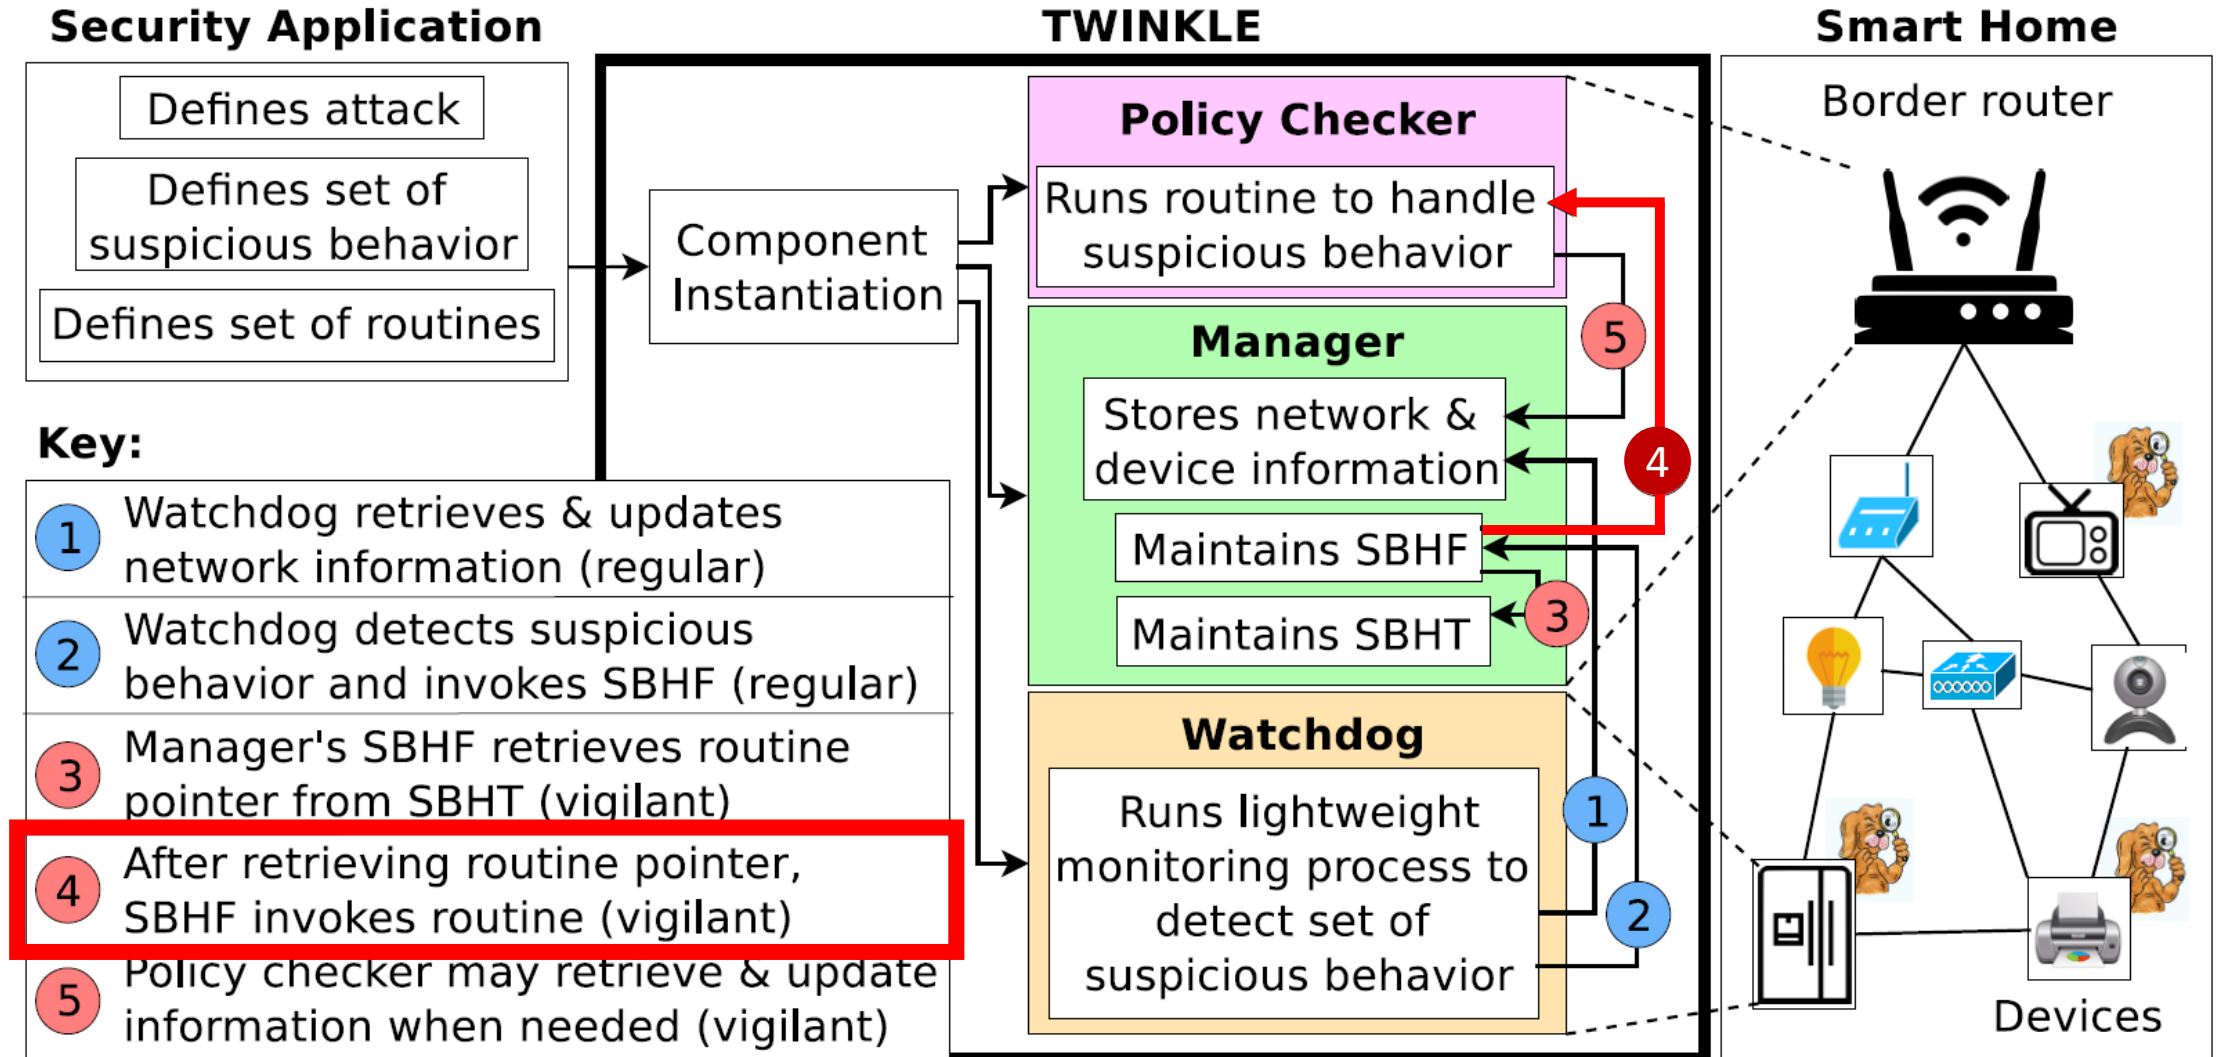 Security Application
Defines attack
Defines set of
suspicious behavior
Defines set of routines
Key:
1
Watchdog retrieves & updates
network information (regular)
2
Watchdog detects suspicious
behavior and invokes SBHF (regular)
3
Manager's SBHF retrieves routine
pointer from SBHT (vigilant)
4
After retrieving routine pointer,
SBHF invokes routine (vigilant)
5
Policy checker may retrieve & update
information when needed (vigilant)
TWINKLE
Component
Instantiation
Policy Checker
Runs routine to handle
suspicious behavior
5
Manager
Stores network &
device information
4
Maintains SBHF
3
Maintains SBHT
Watchdog
Runs lightweight
monitoring process to
detect set of
suspicious behavior
1
2
Smart Home
Border router
Devices